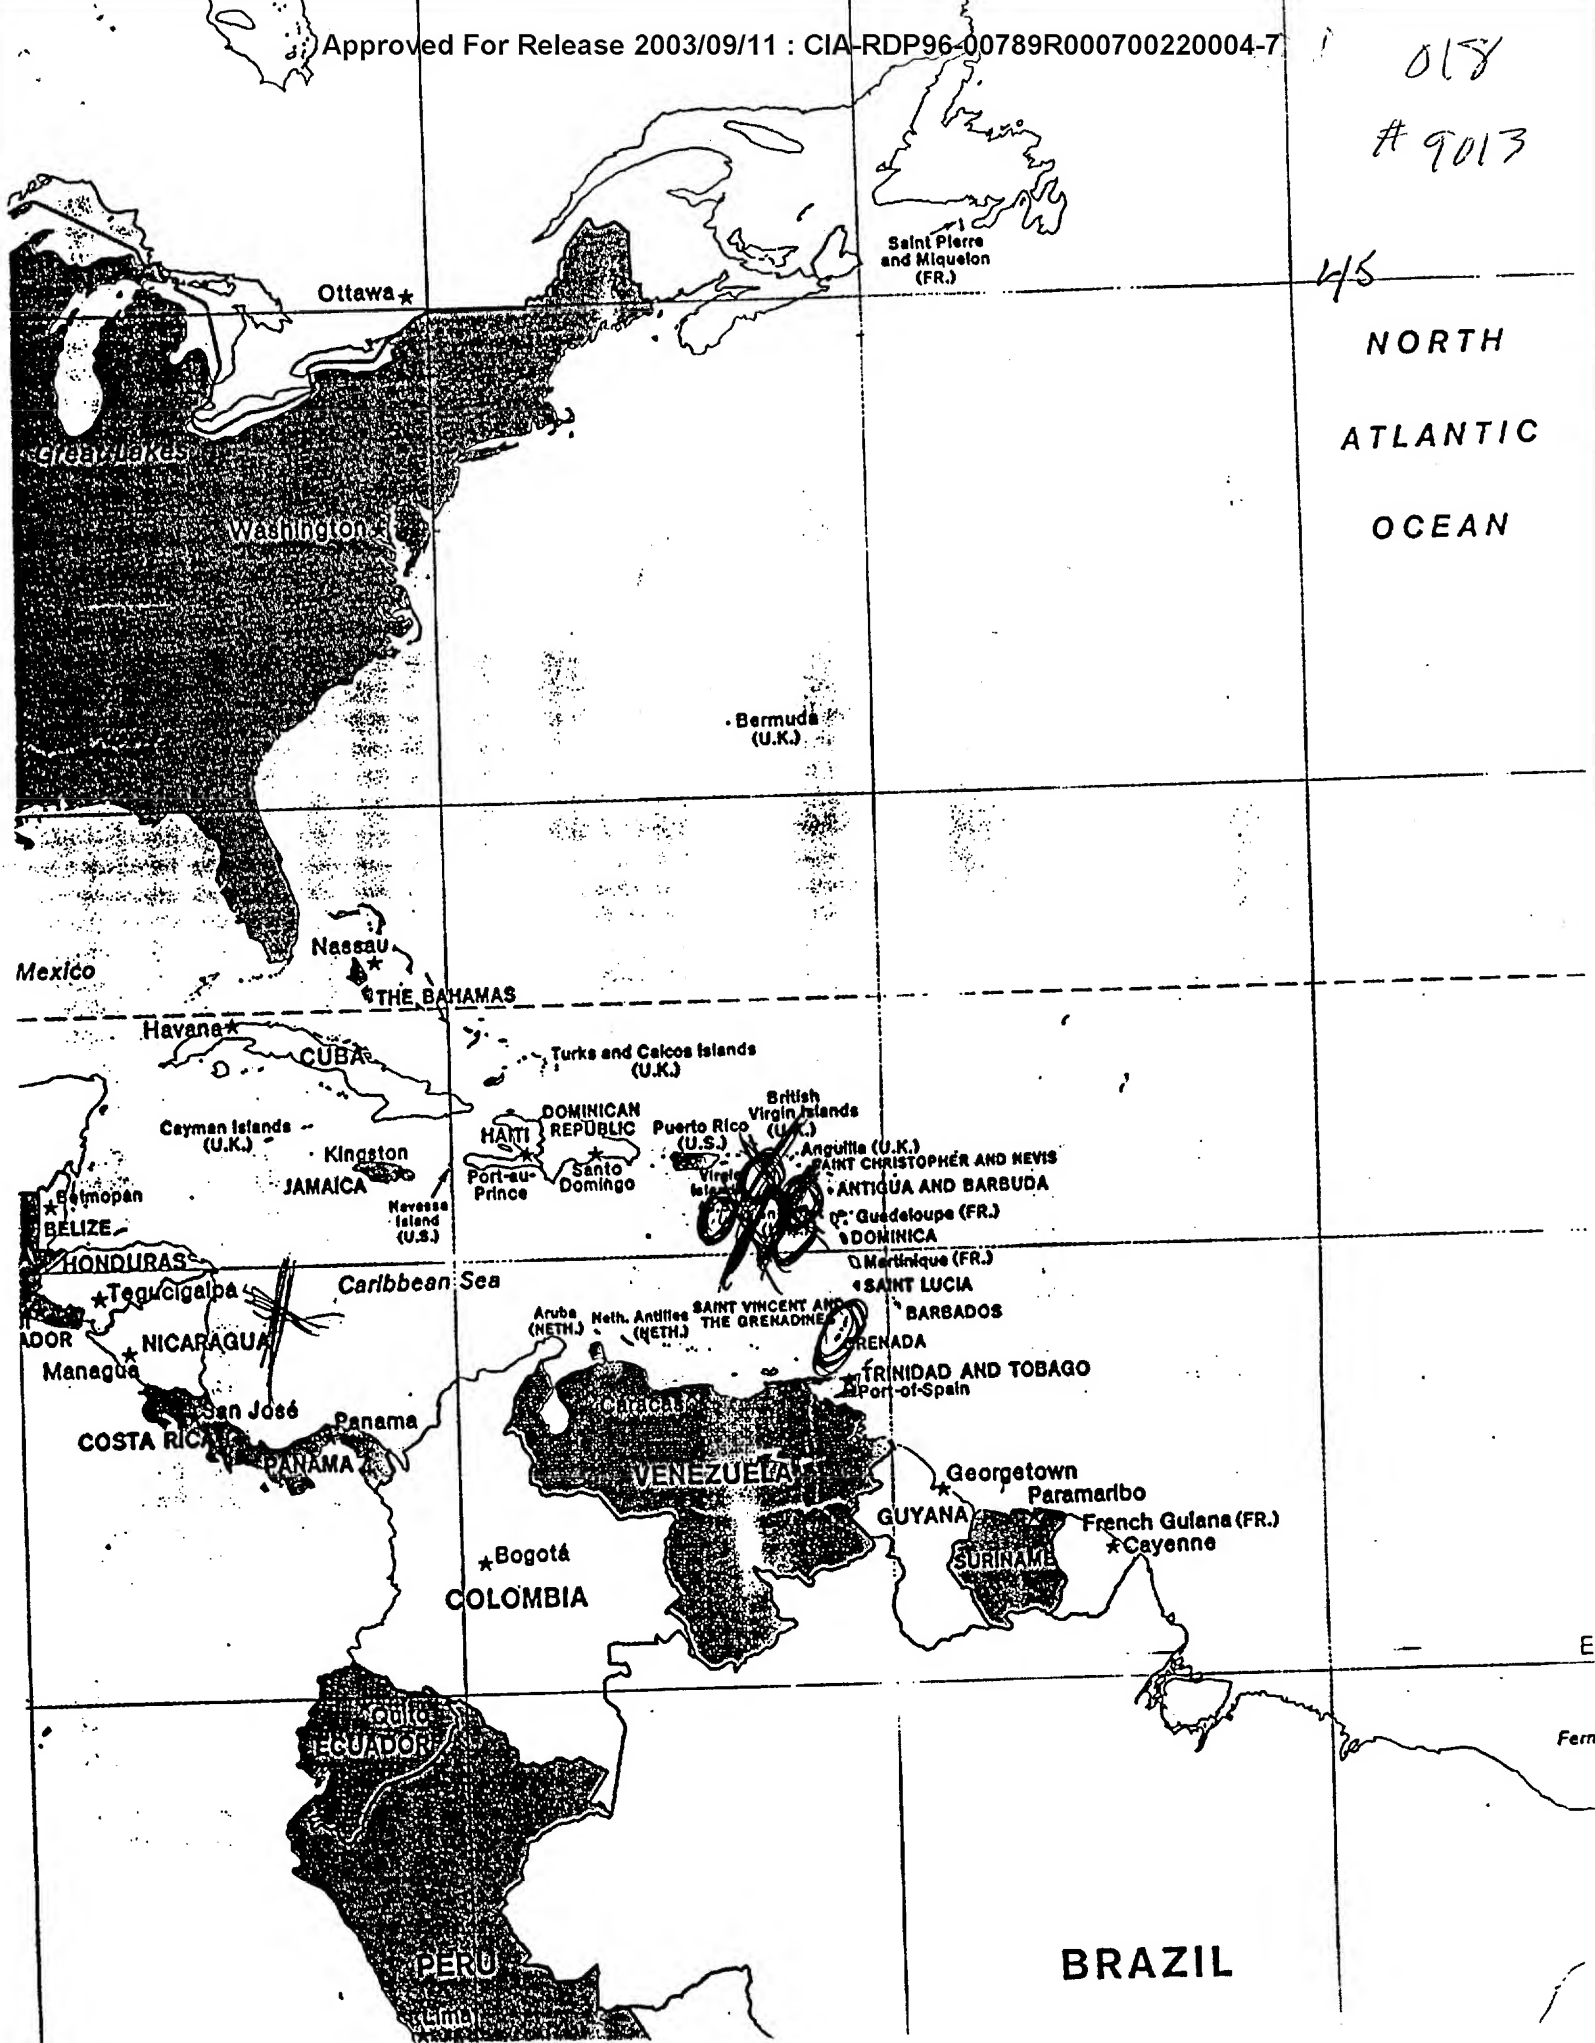 Approved For Release 2003/09/11 : CIA-RDP96-00789R000700220004-7
018
# 9013
Saint Pierre
and Miquelon
(FR.)
Ottawa
45
NORTH
ATLANTIC
OCEAN
Great Lakes
Washington
Bermuda
(U.K.)
Nassau
Mexico
THE BAHAMAS
Havana
CUBA
Turks and Caicos Islands
(U.K.)
British
Virgin Islands
(U.K.)
DOMINICAN
REPUBLIC
HAITI
Puerto Rico
(U.S.)
Cayman Islands
(U.K.)
Kingston
JAMAICA
Port-au-
Prince
Santo
Domingo
Anguilla (U.K.)
SAINT CHRISTOPHER AND NEVIS
ANTIGUA AND BARBUDA
Navassa
Island
(U.S.)
Guadeloupe (FR.)
DOMINICA
Martinique (FR.)
SAINT LUCIA
BARBADOS
Belmopan
BELIZE
HONDURAS
Tegucigalpa
Caribbean Sea
Aruba
(NETH.)
Neth. Antilles
(NETH.)
SAINT VINCENT AND
THE GRENADINES
GRENADA
ADOR
NICARAGUA
Managua
TRINIDAD AND TOBAGO
Port-of-Spain
San José
Caracas
COSTA RICA
Panama
PANAMA
VENEZUELA
Georgetown
Paramaribo
GUYANA
French Guiana (FR.)
Cayenne
SURINAME
Bogotá
COLOMBIA
E
Quito
ECUADOR
Fern
PERU
BRAZIL
Lima